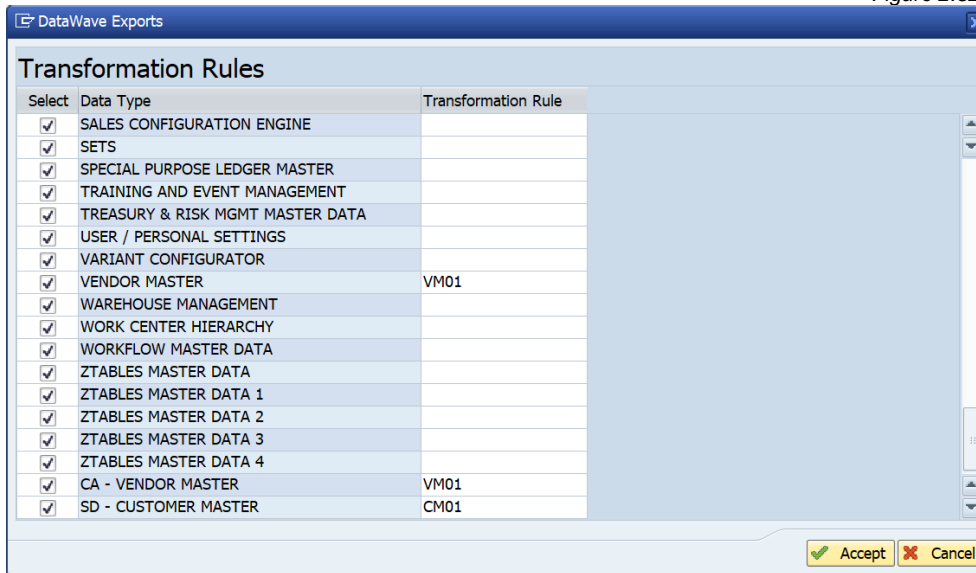 DataWave Exports
Transformation Rules
Select Data Type Transformation Rule
SALES CONFIGURATION ENGINE
SETS
SPECIAL PURPOSE LEDGER MASTER
TRAINING AND EVENT MANAGEMENT
TREASURY & RISK MGMT MASTER DATA
USER / PERSONAL SETTINGS
VARIANT CONFIGURATOR
VENDOR MASTER VM01
WAREHOUSE MANAGEMENT
WORK CENTER HIERARCHY
WORKFLOW MASTER DATA
ZTABLES MASTER DATA
ZTABLES MASTER DATA 1
ZTABLES MASTER DATA 2
ZTABLES MASTER DATA 3
ZTABLES MASTER DATA 4
CA - VENDOR MASTER VM01
SD - CUSTOMER MASTER CM01
Accept Cancel